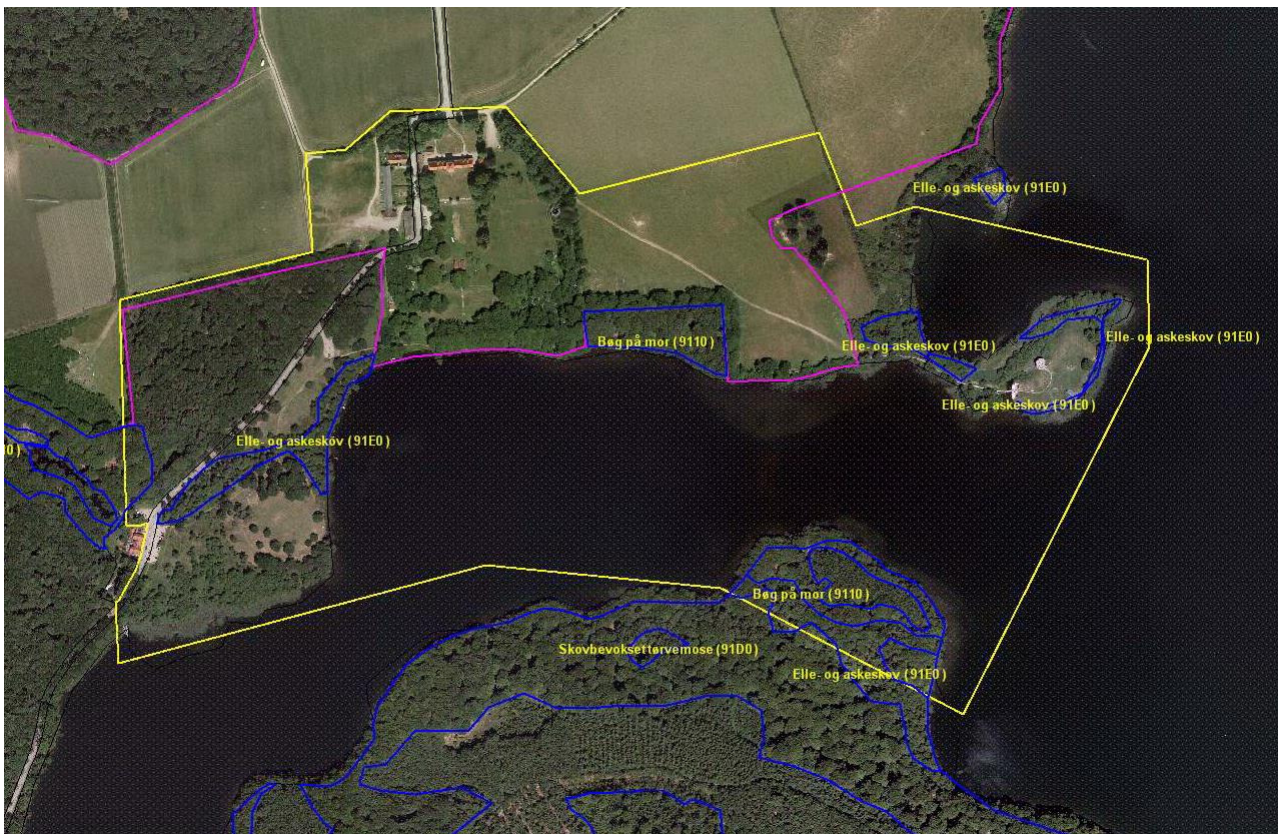 Elle- og askeskov (91E0)
Bøg på mor (9110)
Elle- og askeskov (91E0)
Elle- og askeskov (91E0)
Elle- og askeskov (91E0)
Elle- og askeskov (91E0)
10)
Bøg på mor (9110)
Skovbevoksettørvemose (91D0)
Elle- og askeskov (91E0)